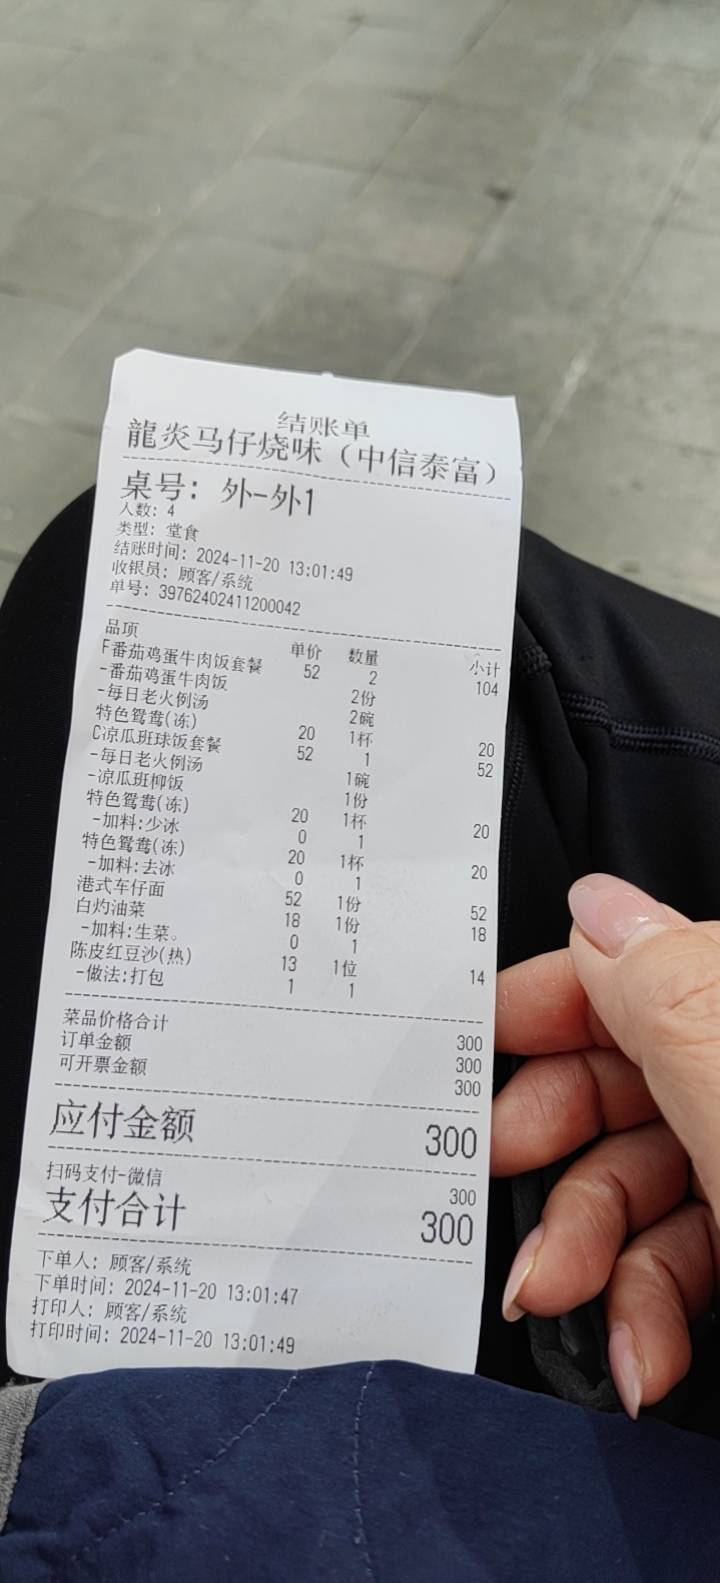 结账单
龍炎马仔烧味（中信泰富）
桌号: 外-外1
人数: 4
类型: 堂食
结账时间: 2024-11-20 13:01:49
收银员: 顾客/系统
单号: 39762402411200042
品项 单价 数量 小计
F番茄鸡蛋牛肉饭套餐 52 2 104
-番茄鸡蛋牛肉饭 2份
-每日老火例汤 2碗
特色鸳鸯(冻) 20 1杯 20
C凉瓜班球饭套餐 52 1 52
-每日老火例汤 1碗
-凉瓜班柳饭 1份
特色鸳鸯(冻) 20 1杯 20
-加料:少冰 0 1
特色鸳鸯(冻) 20 1杯 20
-加料:去冰 0 1
港式车仔面 52 1份 52
白灼油菜 18 1份 18
-加料:生菜。 0 1
陈皮红豆沙(热) 13 1位 14
-做法:打包 1 1
菜品价格合计 300
订单金额 300
可开票金额 300
应付金额 300
扫码支付-微信 300
支付合计 300
下单人: 顾客/系统
下单时间: 2024-11-20 13:01:47
打印人: 顾客/系统
打印时间: 2024-11-20 13:01:49